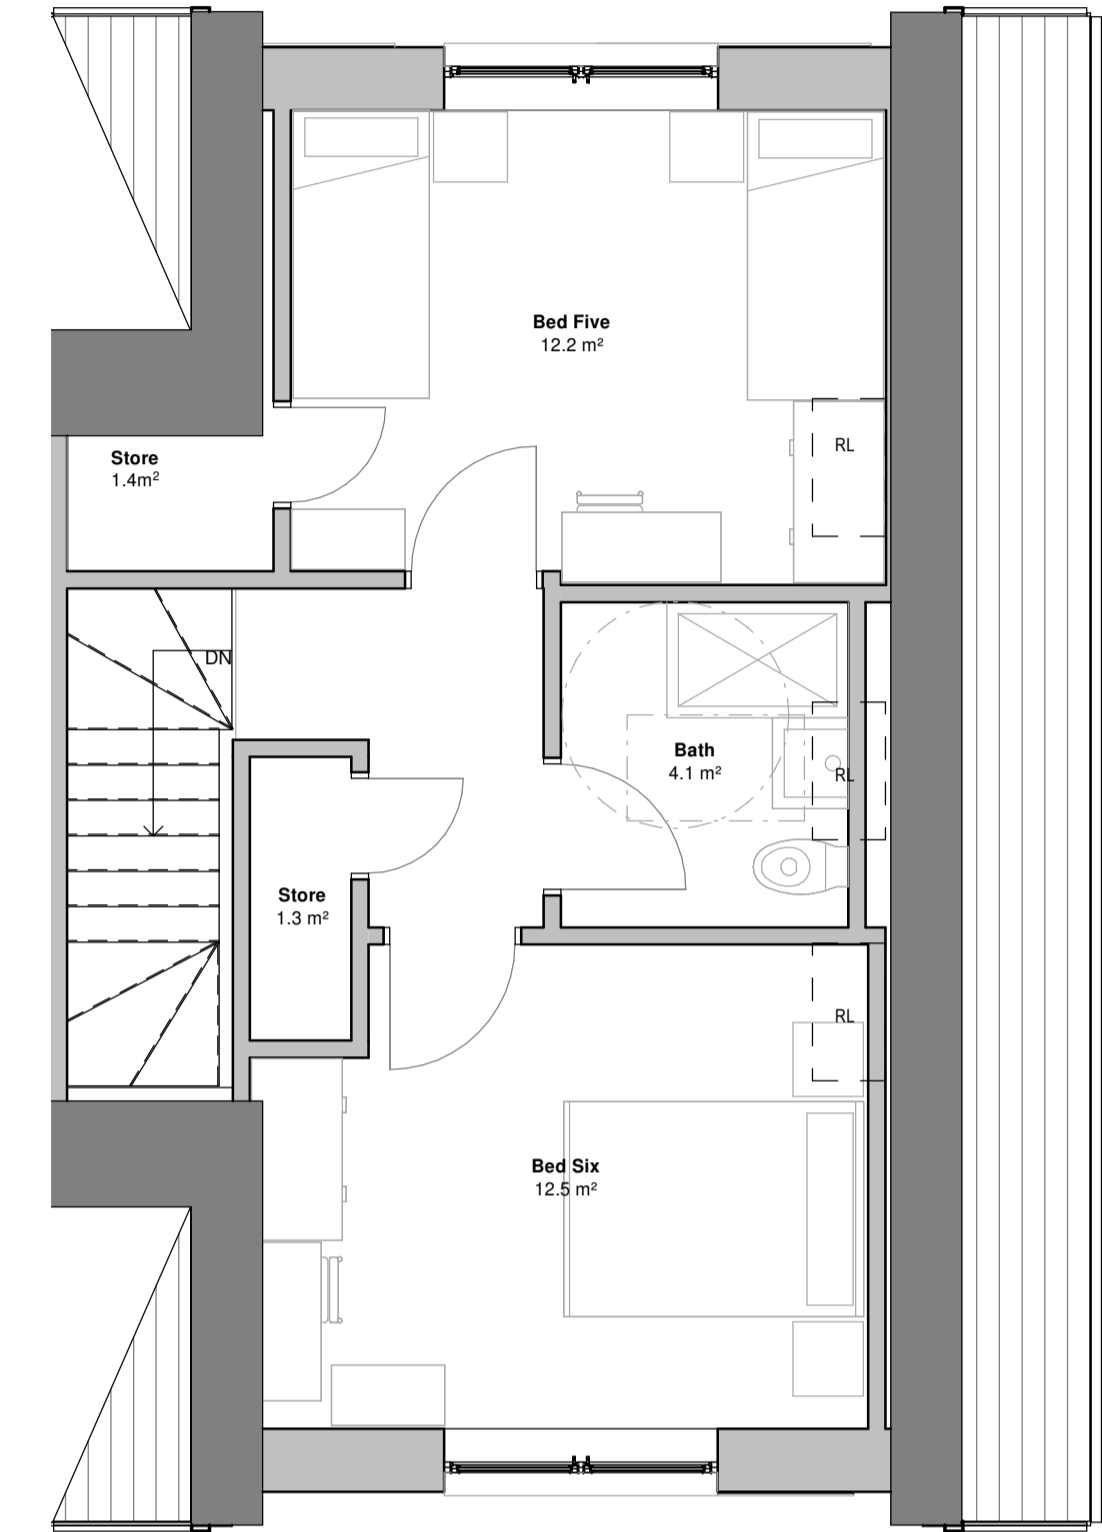 Bed Five
12.2 m²
RL
Store
1.4m²
DN
Bath
4.1 m²
RL
Store
1.3 m²
RL
Bed Six
12.5 m²